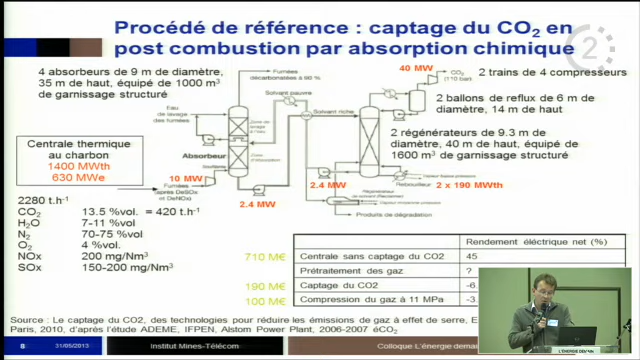 Procédé de référence : captage du CO2 en
post combustion par absorption chimique
4 absorbeurs de 9 m de diamètre,
35 m de haut, équipé de 1000 m3
de garnissage structuré
Fumées
décarbonatées à 90 %
Solvant pauvre
Eau de
lavage
des fumées
Absorbeur
Solvant riche
40 MW
CO2
(110 bar)
2 trains de 4 compresseurs
2 ballons de reflux de 6 m de
diamètre, 14 m de haut
2 régénérateurs de 9.3 m de
diamètre, 40 m de haut, équipé de
1600 m3 de garnissage structuré
Centrale thermique
au charbon
1400 MWth
630 MWe
10 MW
Fumées
(après DeSOx
et DeNOx)
2.4 MW
2.4 MW
Rebouilleur
2 x 190 MWth
Produits de dégradation
2280 t.h-1
CO2 13.5 %vol. = 420 t.h-1
H2O 7-11 %vol
N2 70-75 %vol
O2 4 %vol.
NOx 200 mg/Nm3
SOx 150-200 mg/Nm3
Rendement électrique net (%)
710 M€ Centrale sans captage du CO2 45
Prétraitement des gaz ?
190 M€ Captage du CO2 -6.
100 M€ Compression du gaz à 11 MPa -3.
Source : Le captage du CO2, des technologies pour réduire les émissions de gaz à effet de serre, E
Paris, 2010, d'après l'étude ADEME, IFPEN, Alstom Power Plant, 2006-2007 éCO2
8 31/05/2013 Institut Mines-Télécom Colloque L'énergie demai
L'ÉNERGIE DEMAIN
2